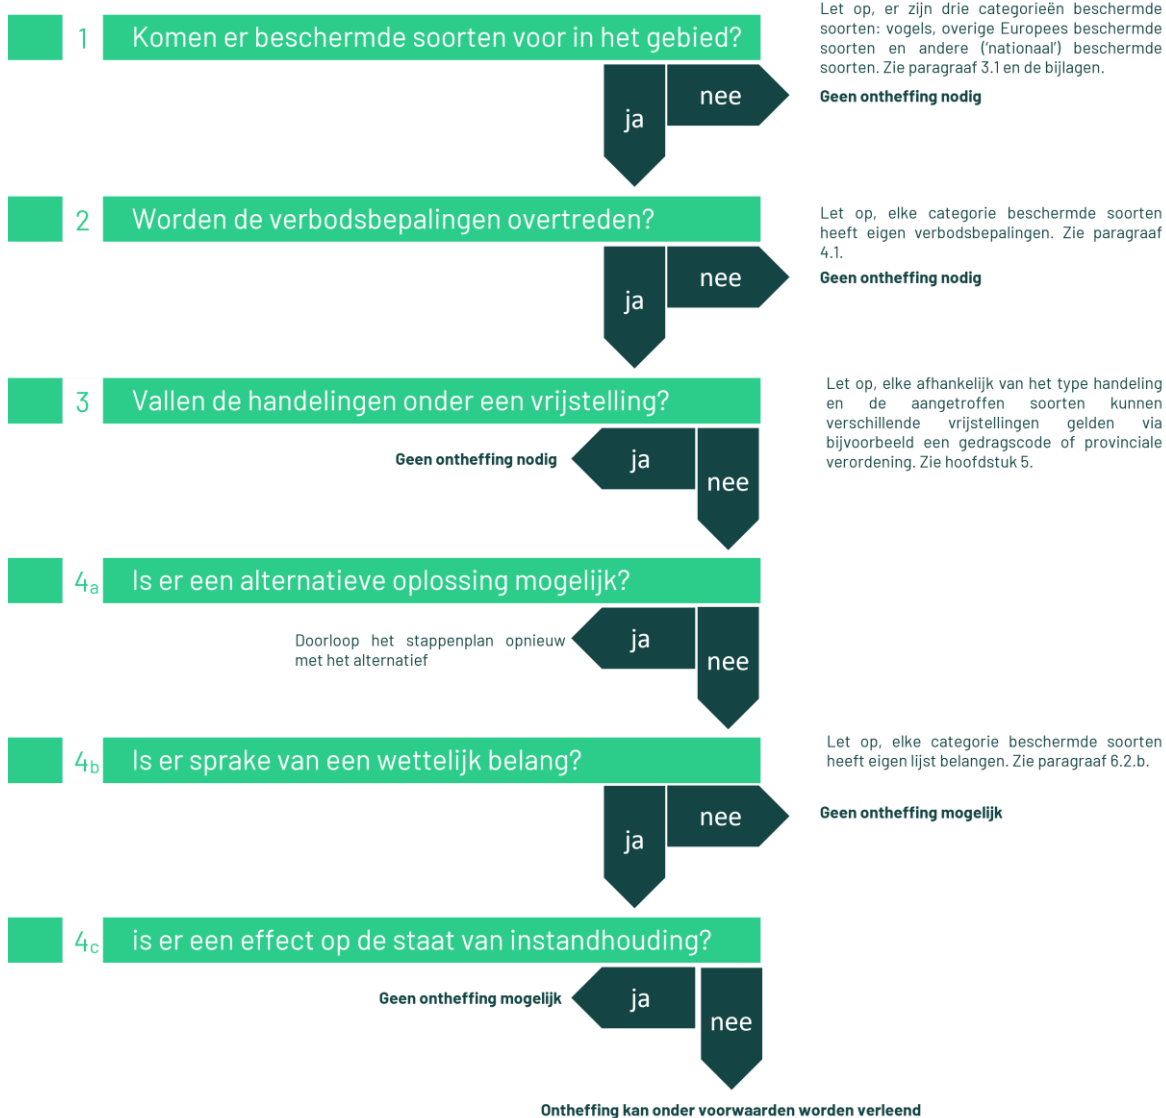 1 Komen er beschermde soorten voor in het gebied?
Let op, er zijn drie categorieën beschermde
soorten: vogels, overige Europees beschermde
soorten en andere (‘nationaal’) beschermde
soorten. Zie paragraaf 3.1 en de bijlagen.
nee
Geen ontheffing nodig
ja
2 Worden de verbodsbepalingen overtreden?
Let op, elke categorie beschermde soorten
heeft eigen verbodsbepalingen. Zie paragraaf
4.1.
nee
Geen ontheffing nodig
ja
3 Vallen de handelingen onder een vrijstelling?
Let op, elke afhankelijk van het type handeling
en de aangetroffen soorten kunnen
verschillende vrijstellingen gelden via
bijvoorbeeld een gedragscode of provinciale
verordening. Zie hoofdstuk 5.
Geen ontheffing nodig
ja
nee
4a Is er een alternatieve oplossing mogelijk?
Doorloop het stappenplan opnieuw
met het alternatief
ja
nee
4b Is er sprake van een wettelijk belang?
Let op, elke categorie beschermde soorten
heeft eigen lijst belangen. Zie paragraaf 6.2.b.
nee
Geen ontheffing mogelijk
ja
4c is er een effect op de staat van instandhouding?
Geen ontheffing mogelijk
ja
nee
Ontheffing kan onder voorwaarden worden verleend